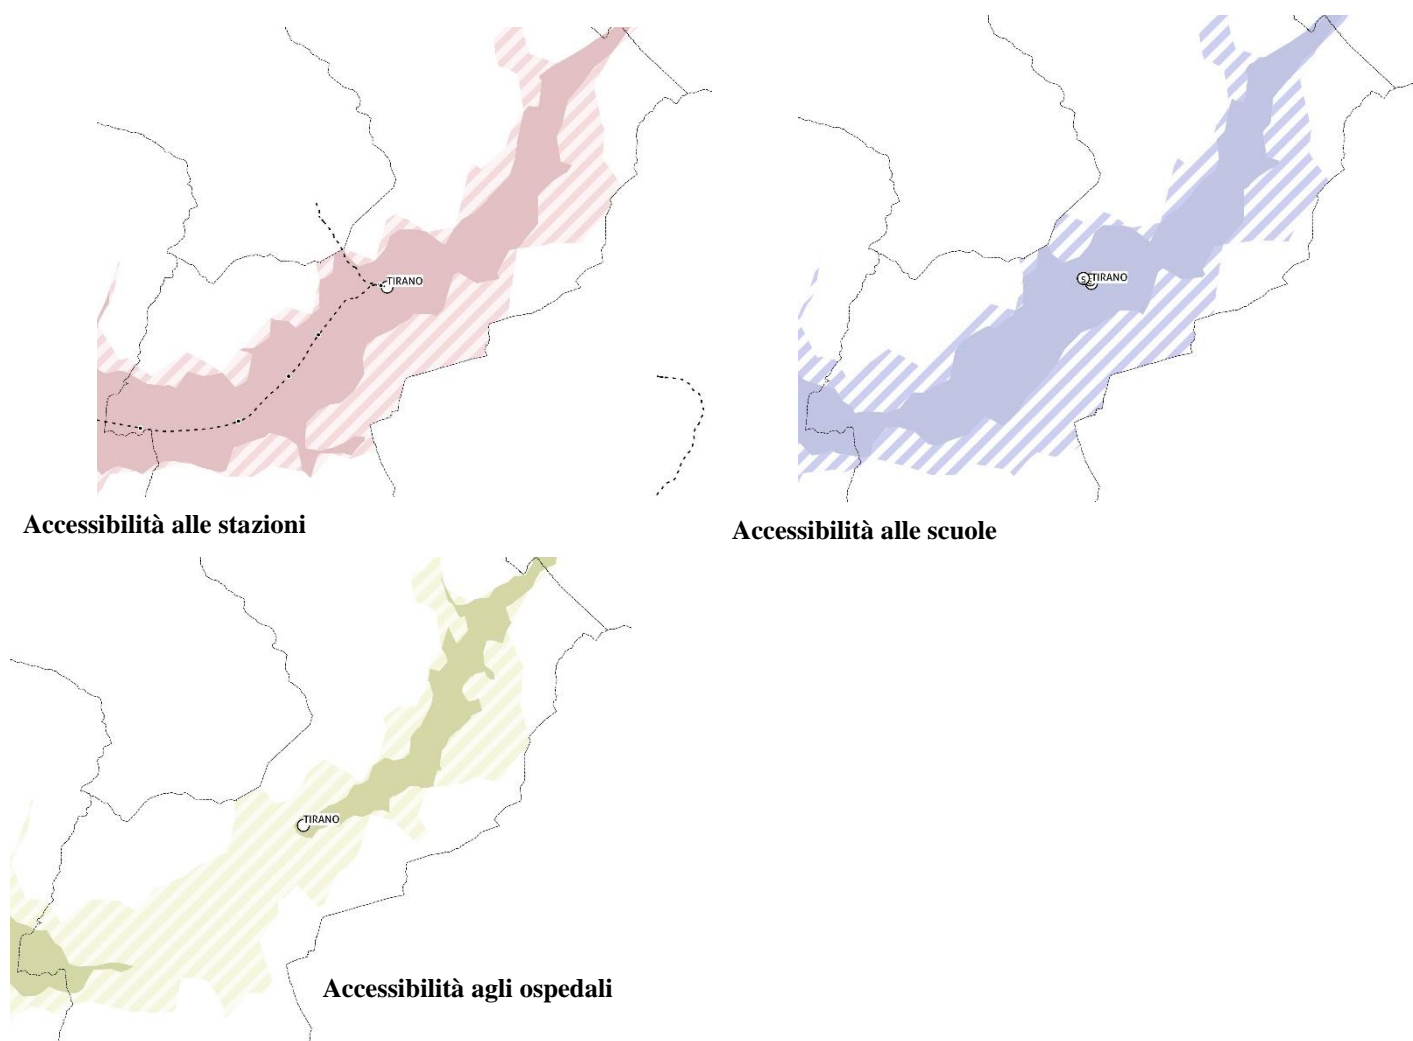 TIRANO
TIRANO
Accessibilità alle stazioni
Accessibilità alle scuole
TIRANO
Accessibilità agli ospedali